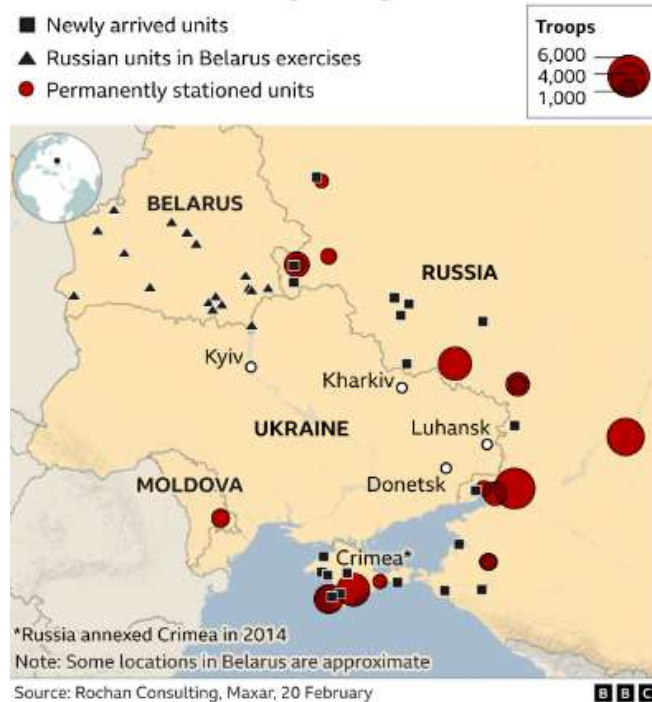 Newly arrived units
Russian units in Belarus exercises
Permanently stationed units
Troops
6,000
4,000
1,000
BELARUS
RUSSIA
Kyiv
Kharkiv
UKRAINE
Luhansk
Donetsk
MOLDOVA
Crimea*
*Russia annexed Crimea in 2014
Note: Some locations in Belarus are approximate
Source: Rochan Consulting, Maxar, 20 February
BBC